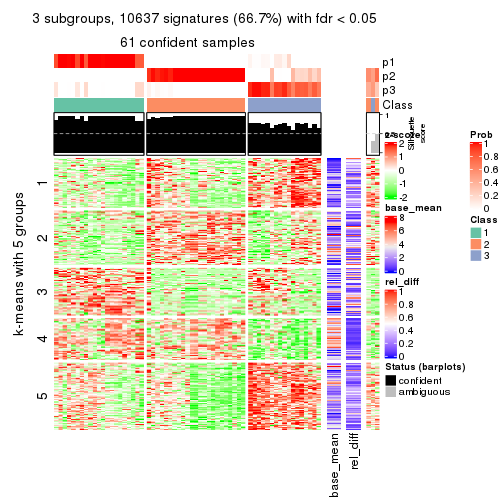 3 subgroups, 10637 signatures (66.7%) with fdr < 0.05
61 confident samples
p1
p2
p3
Class
1
Silhouette
score
k-means with 5 groups
1
2
3
4
5
base_mean
rel_diff
z-score
2
1
0
-1
-2
base_mean
8
6
4
2
0
rel_diff
1
0.8
0.6
0.4
0.2
0
Status (barplots)
confident
ambiguous
Prob
1
0.8
0.6
0.4
0.2
0
Class
1
2
3